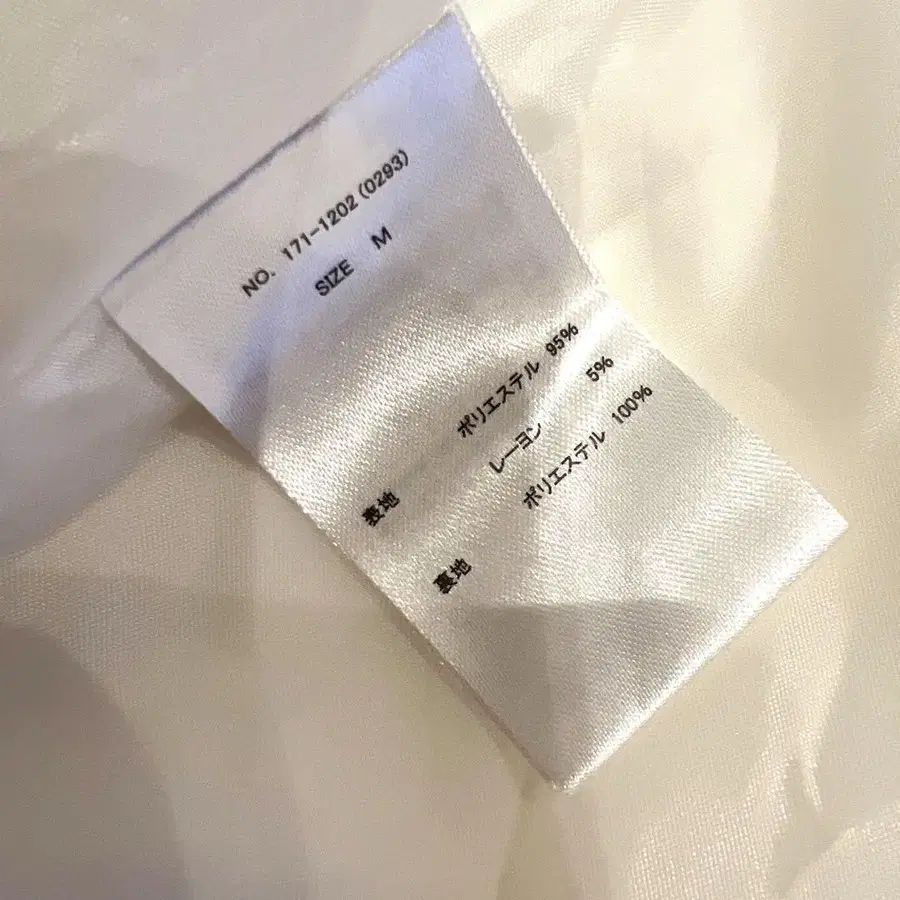 NO. 171-1202(0293)
SIZE M
表地 ポリエステル 95%
レーヨン 5%
裏地 ポリエステル 100%